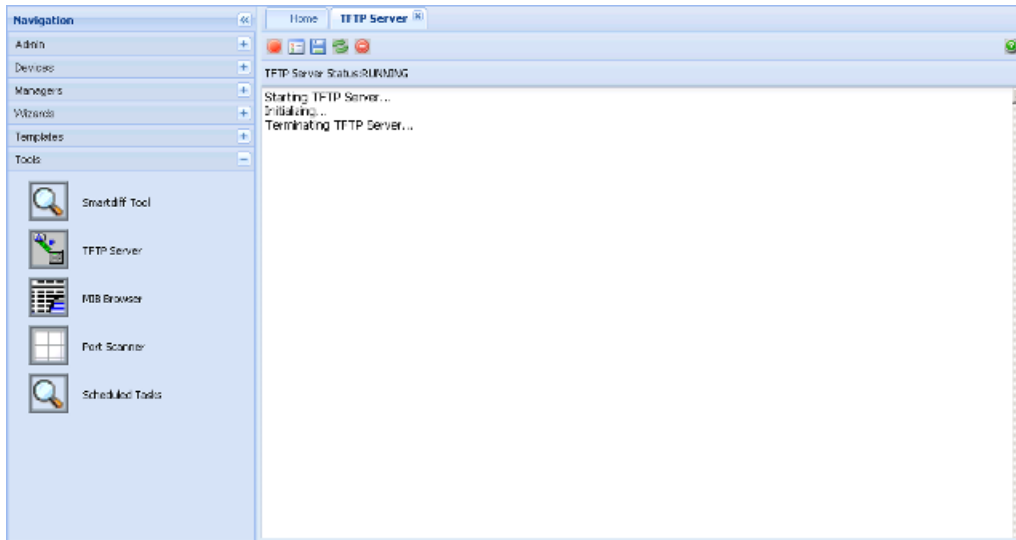 Navigation
Admin
Devices
Managers
Wizards
Templates
Tools
Smartdiff Tool
TFTP Server
MIB Browser
Port Scanner
Scheduled Tasks
Home
TFTP Server
TFTP Server Status:RUNNING
Starting TFTP Server...
Initializing...
Terminating TFTP Server...